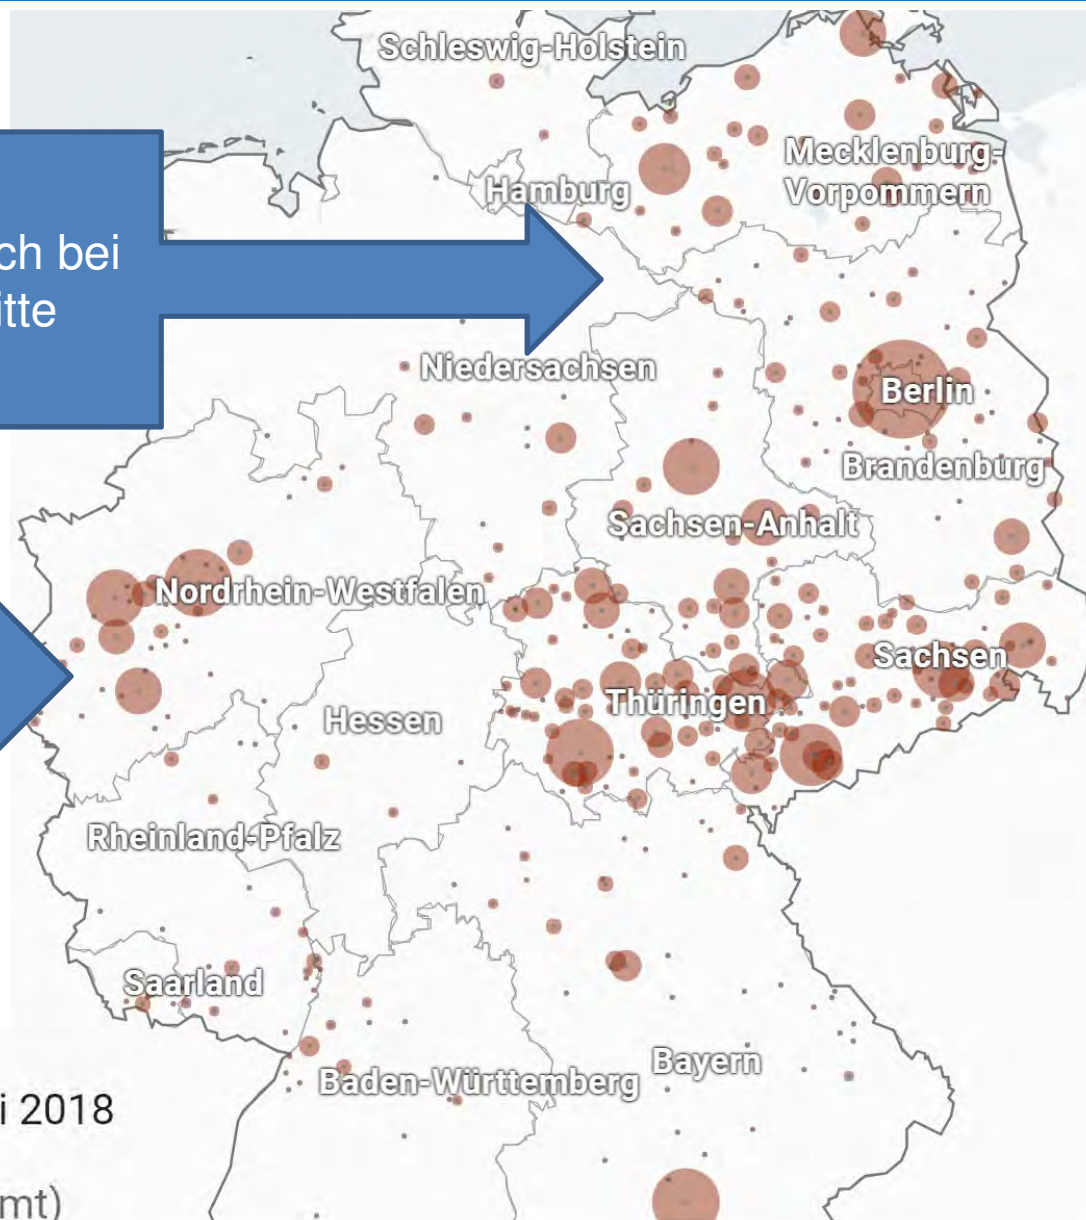 Schleswig-Holstein
Mecklenburg-
Vorpommern
Hamburg
ch bei
itte
Niedersachsen
Berlin
Brandenburg
Sachsen-Anhalt
Nordrhein-Westfalen
Sachsen
Thüringen
Hessen
Rheinland-Pfalz
Saarland
Bayern
Baden-Württemberg
i 2018
mt)